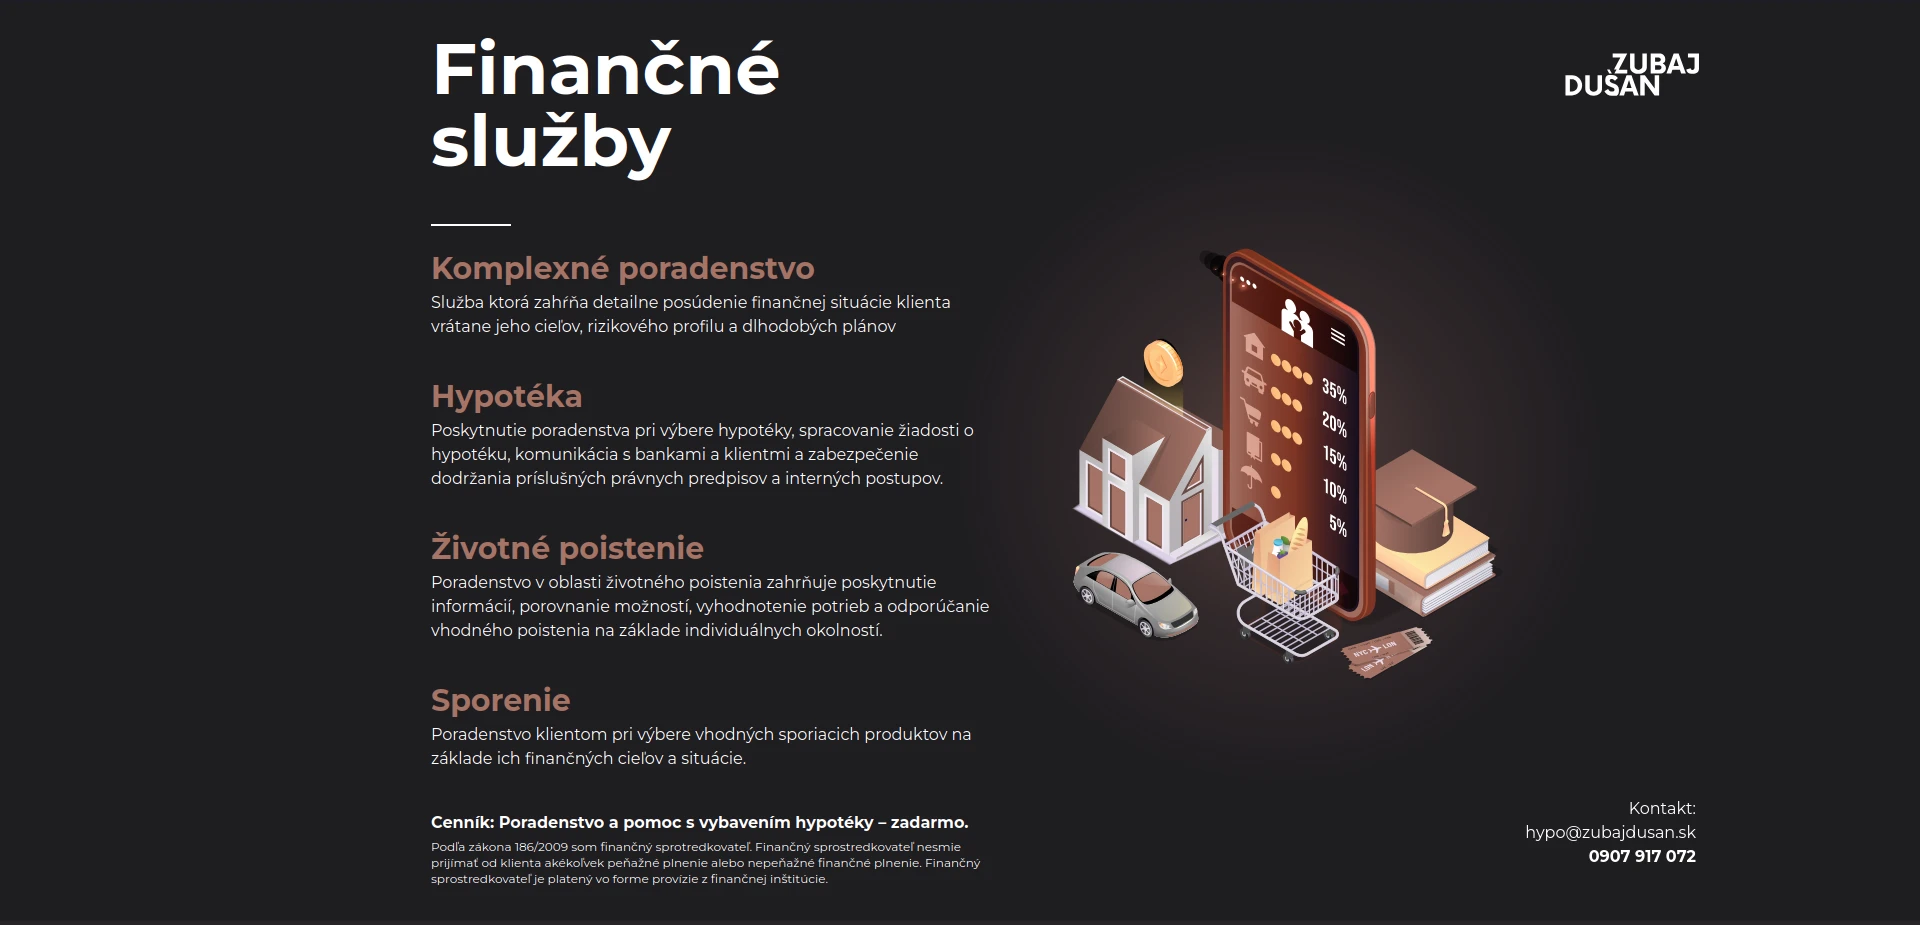 Finančné
služby
ZUBAJ
DUŠAN
Komplexné poradenstvo
Služba ktorá zahŕňa detailne posúdenie finančnej situácie klienta
vrátane jeho cieľov, rizikového profilu a dlhodobých plánov
Hypotéka
Poskytnutie poradenstva pri výbere hypotéky, spracovanie žiadosti o
hypotéku, komunikácia s bankami a klientmi a zabezpečenie
dodržania príslušných právnych predpisov a interných postupov.
Životné poistenie
Poradenstvo v oblasti životného poistenia zahrňuje poskytnutie
informácií, porovnanie možností, vyhodnotenie potrieb a odporúčanie
vhodného poistenia na základe individuálnych okolností.
Sporenie
Poradenstvo klientom pri výbere vhodných sporiacich produktov na
základe ich finančných cieľov a situácie.
Cenník: Poradenstvo a pomoc s vybavením hypotéky – zadarmo.
Podľa zákona 186/2009 som finančný sprotredkovateľ. Finančný sprostredkovateľ nesmie
prijímať od klienta akékoľvek peňažné plnenie alebo nepeňažné finančné plnenie. Finančný
sprostredkovateľ je platený vo forme provízie z finančnej inštitúcie.
35%
20%
15%
10%
5%
NYC LON
LON
Kontakt:
hypo@zubajdusan.sk
0907 917 072